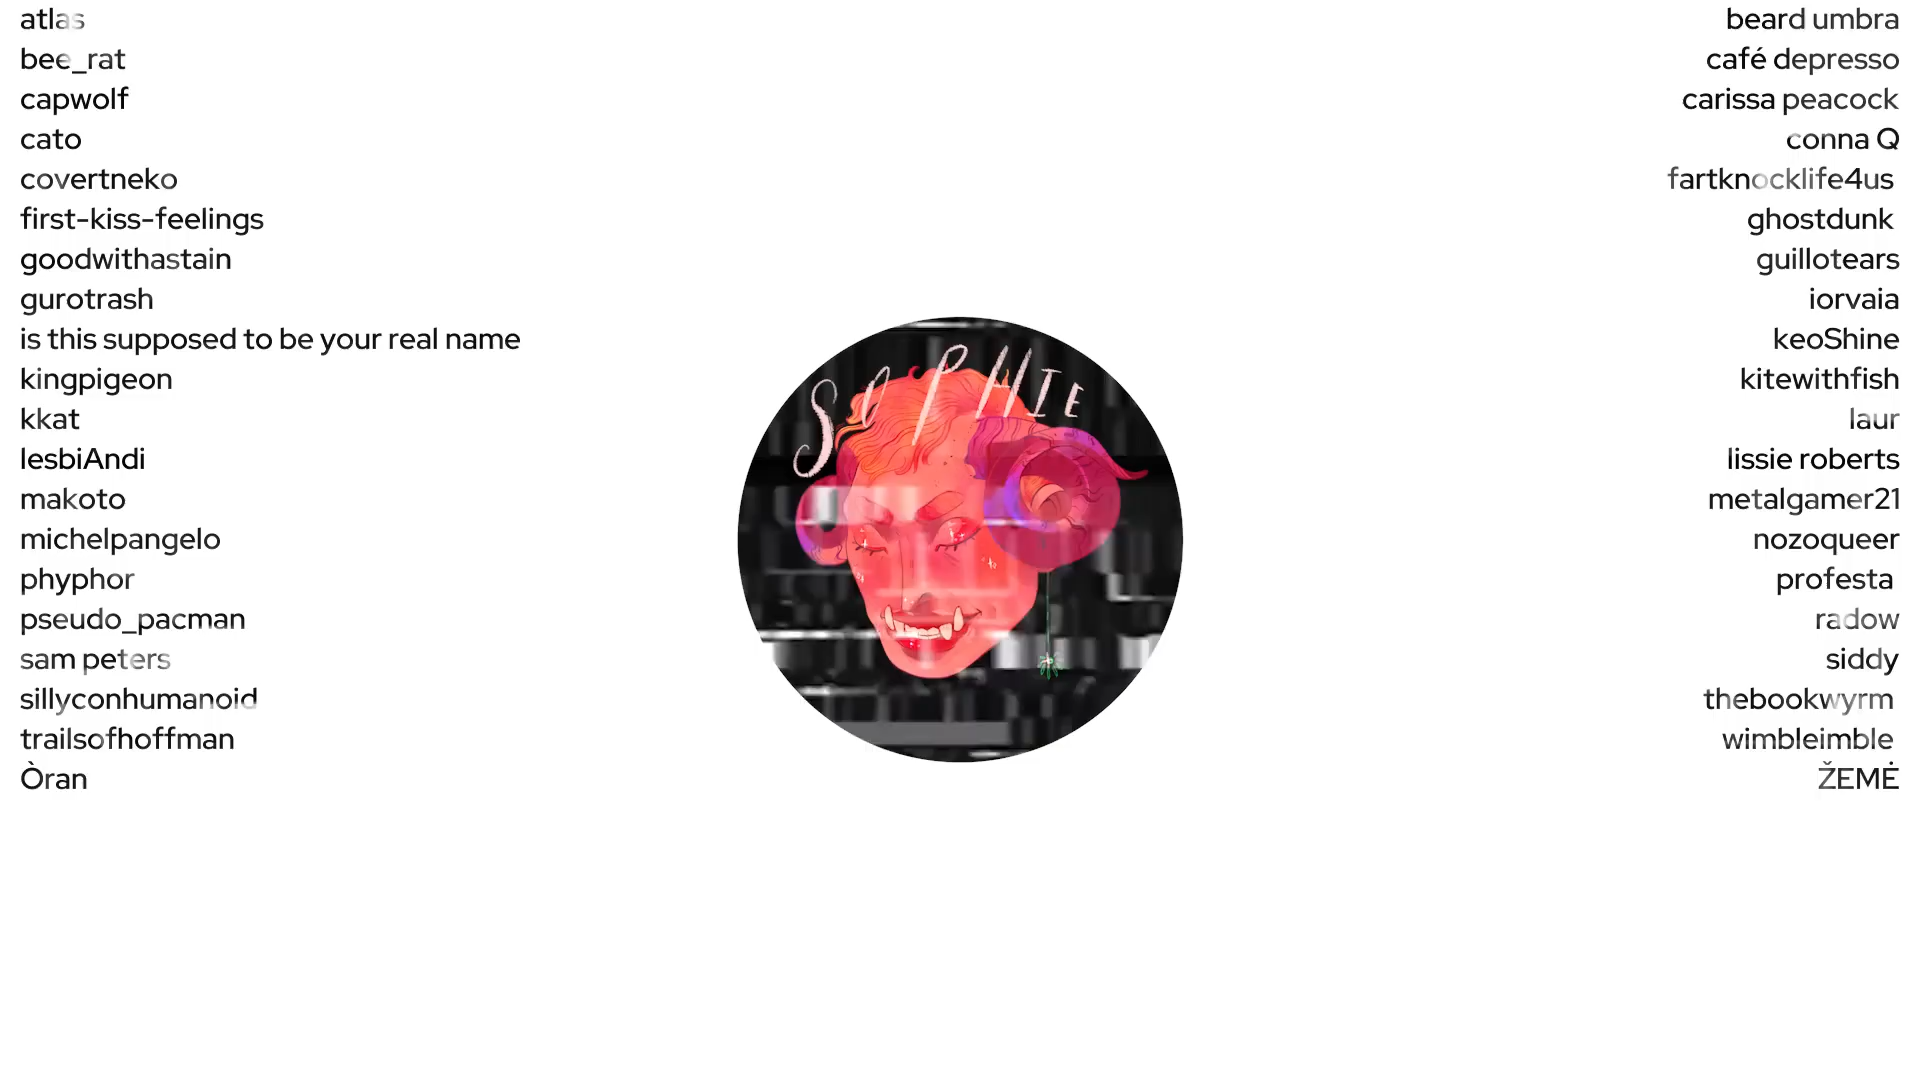 atlas
bee_rat
capwolf
cato
covertneko
first-kiss-feelings
goodwithastain
gurotrash
is this supposed to be your real name
kingpigeon
kkat
lesbiAndi
makoto
michelpangelo
phyphor
pseudo_pacman
sam peters
sillyconhumanoid
trailsofhoffman
Òran
SOPHIE
beard umbra
café depresso
carissa peacock
conna Q
fartknocklife4us
ghostdunk
guillotears
iorvaia
keoShine
kitewithfish
laur
lissie roberts
metalgamer21
nozoqueer
profesta
radow
siddy
thebookwyrm
wimbleimble
ŽEMĖ